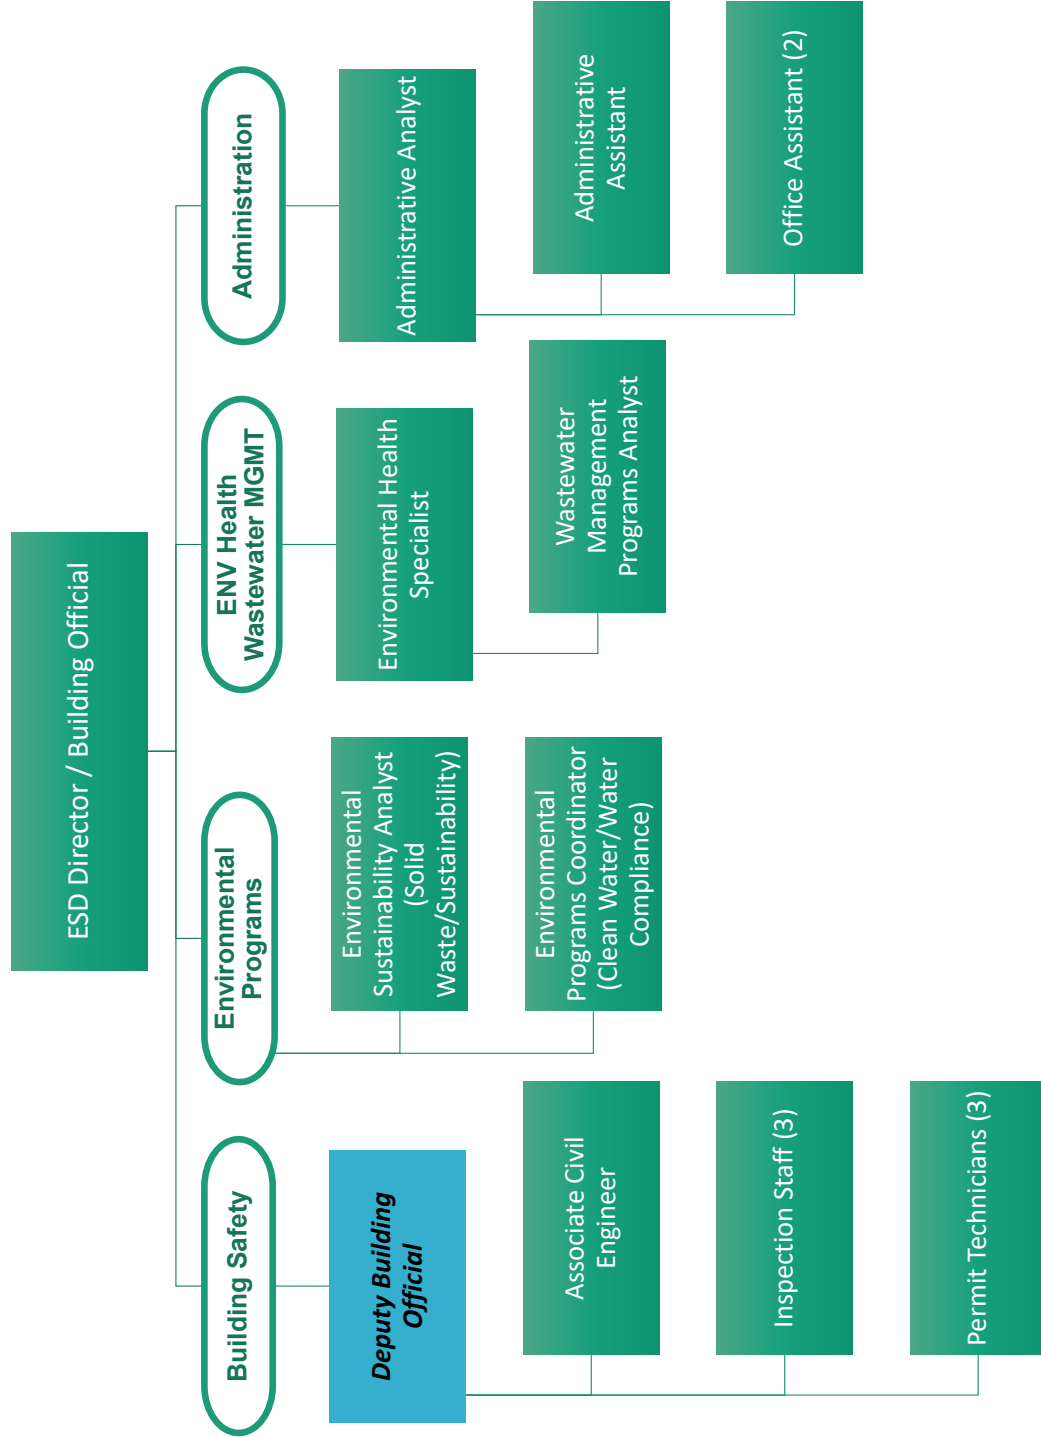 ESD Director / Building Official
Building Safety
Deputy Building
Official
Associate Civil
Engineer
Inspection Staff (3)
Permit Technicians (3)
Environmental
Programs
Environmental
Sustainability Analyst
(Solid
Waste/Sustainability)
Environmental
Programs Coordinator
(Clean Water/Water
Compliance)
ENV Health
Wastewater MGMT
Environmental Health
Specialist
Wastewater
Management
Programs Analyst
Administration
Administrative Analyst
Administrative
Assistant
Office Assistant (2)